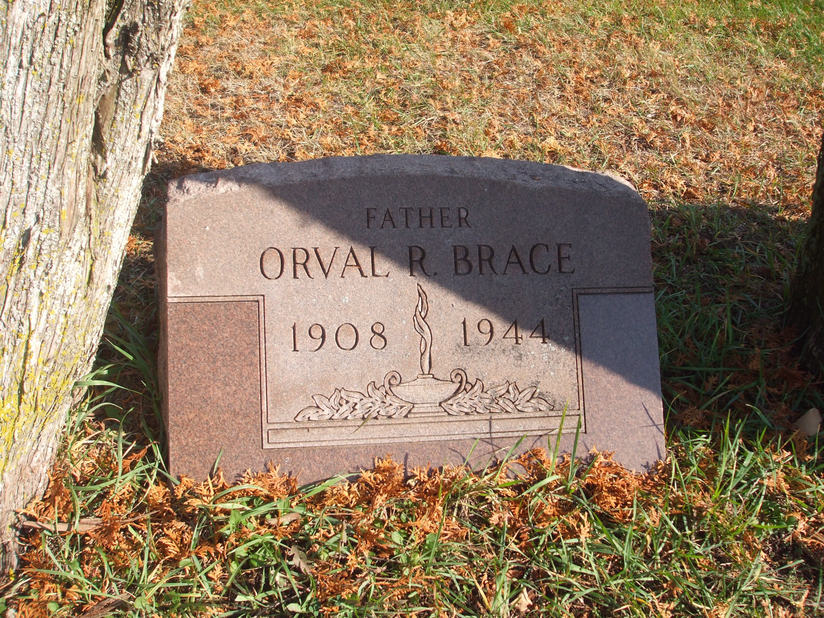 FATHER
ORVAL R. BRACE
1908 1944